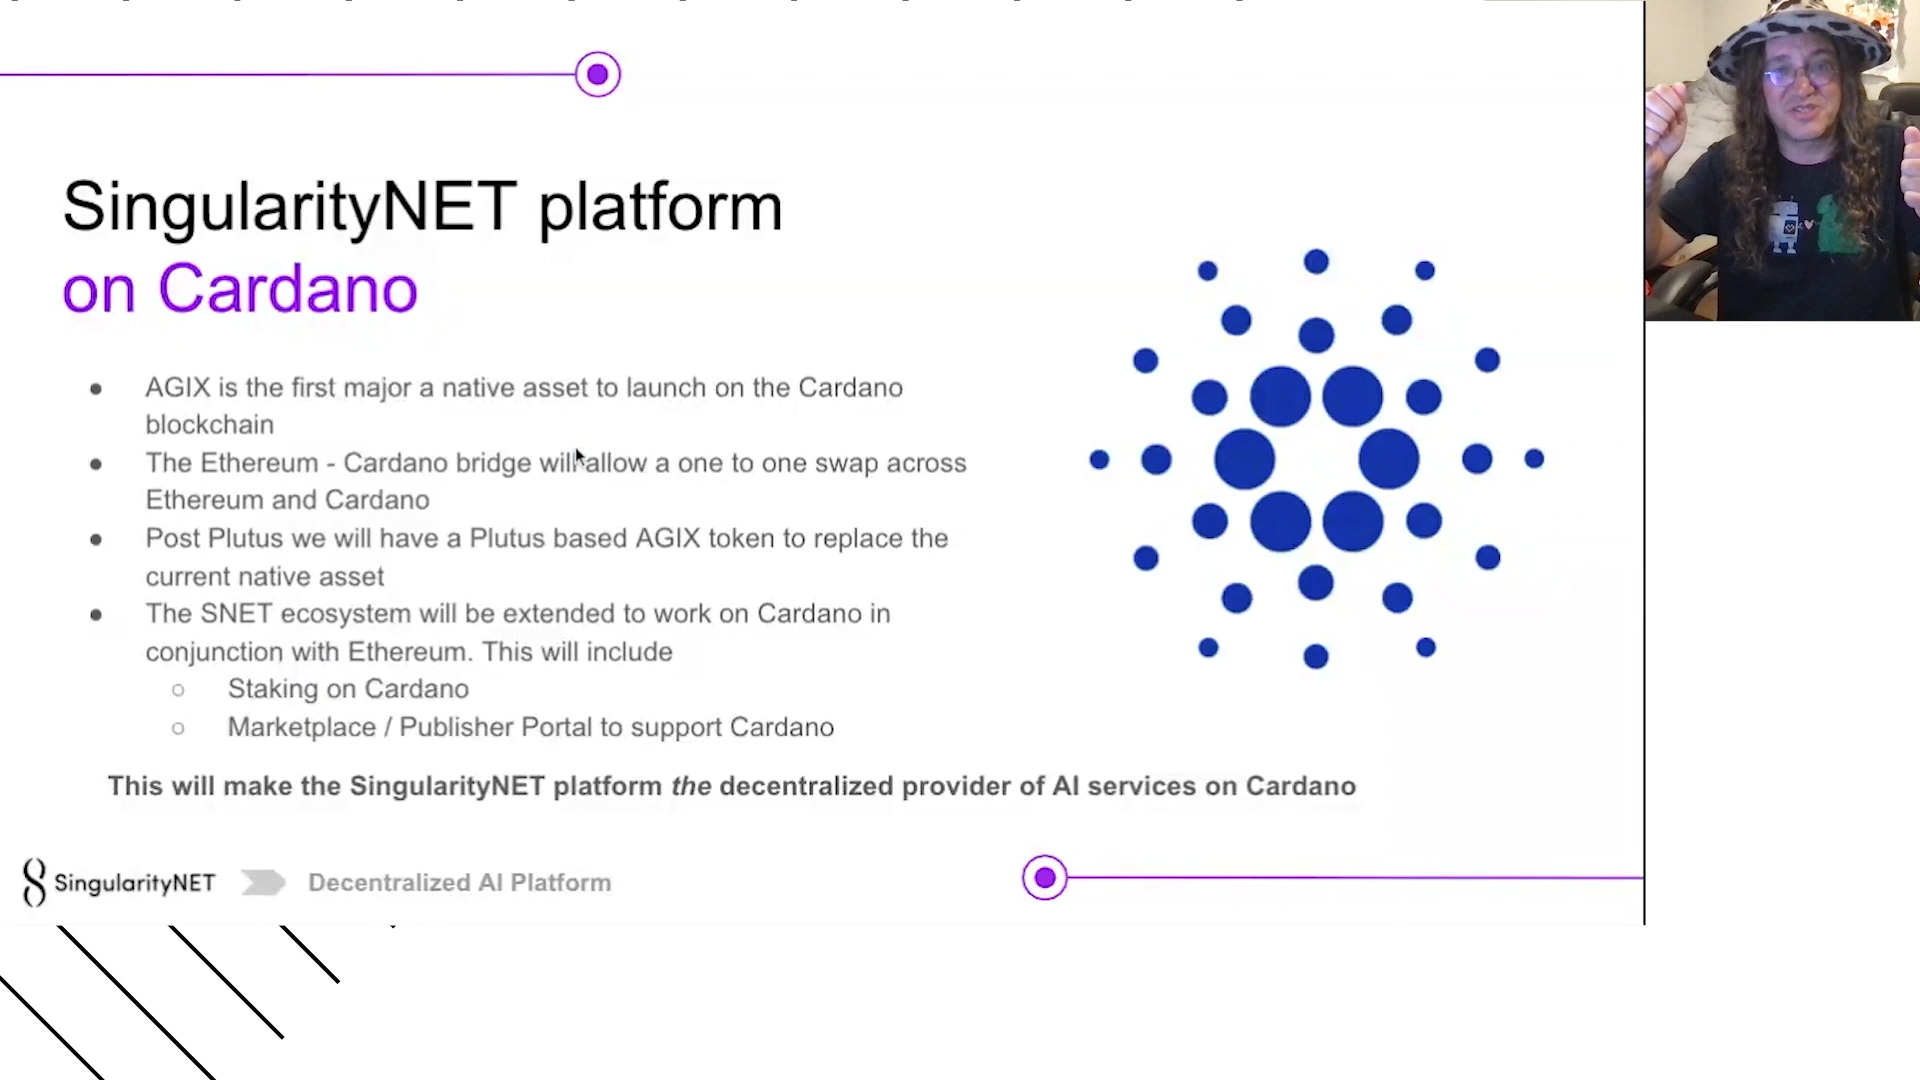 SingularityNET platform
on Cardano
● AGIX is the first major a native asset to launch on the Cardano
blockchain
● The Ethereum - Cardano bridge will allow a one to one swap across
Ethereum and Cardano
● Post Plutus we will have a Plutus based AGIX token to replace the
current native asset
● The SNET ecosystem will be extended to work on Cardano in
conjunction with Ethereum. This will include
○ Staking on Cardano
○ Marketplace / Publisher Portal to support Cardano
This will make the SingularityNET platform the decentralized provider of AI services on Cardano
SingularityNET
Decentralized AI Platform